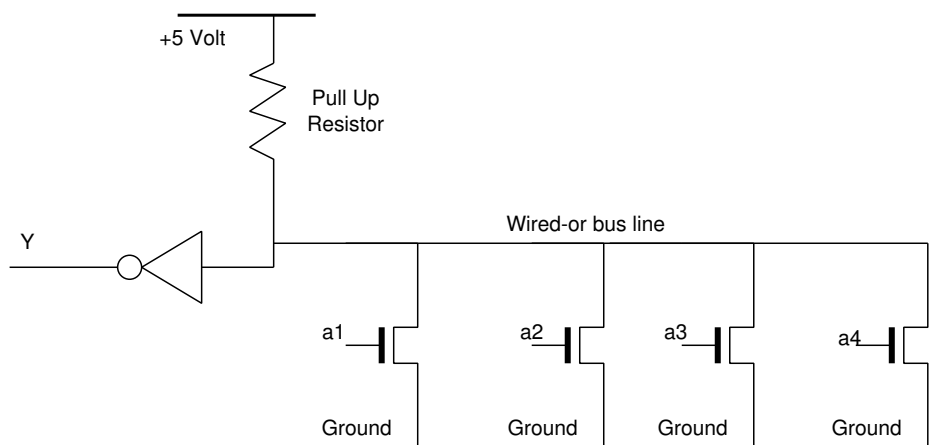 +5 Volt
Pull Up
Resistor
Wired-or bus line
Y
a1
a2
a3
a4
Ground
Ground
Ground
Ground